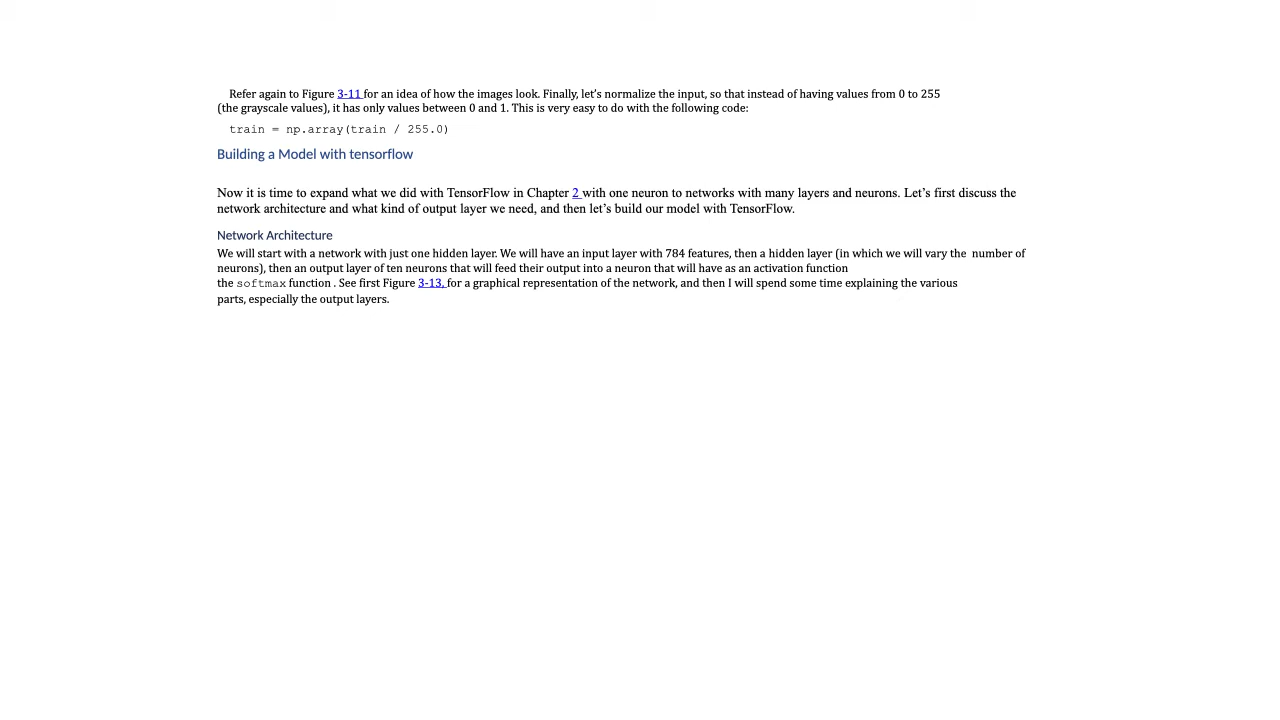 Refer again to Figure 3-11 for an idea of how the images look. Finally, let’s normalize the input, so that instead of having values from 0 to 255
(the grayscale values), it has only values between 0 and 1. This is very easy to do with the following code:
train = np.array(train / 255.0)
Building a Model with tensorflow
Now it is time to expand what we did with TensorFlow in Chapter 2 with one neuron to networks with many layers and neurons. Let’s first discuss the
network architecture and what kind of output layer we need, and then let’s build our model with TensorFlow.
Network Architecture
We will start with a network with just one hidden layer. We will have an input layer with 784 features, then a hidden layer (in which we will vary the number of
neurons), then an output layer of ten neurons that will feed their output into a neuron that will have as an activation function
the softmax function . See first Figure 3-13, for a graphical representation of the network, and then I will spend some time explaining the various
parts, especially the output layers.